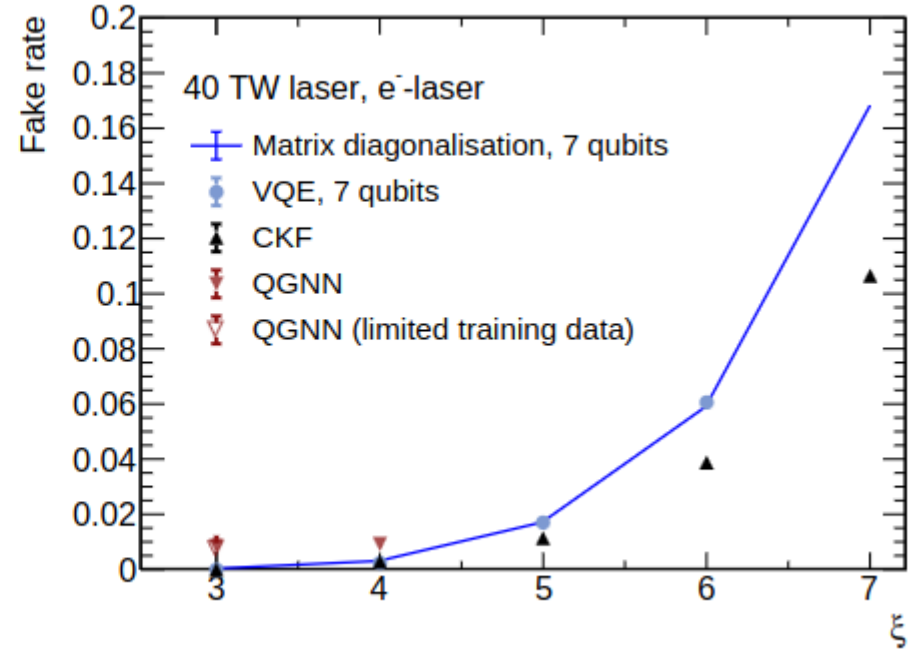 Fake rate
0.2
0.18
0.16
0.14
0.12
0.1
0.08
0.06
0.04
0.02
0
40 TW laser, e⁻-laser
Matrix diagonalisation, 7 qubits
VQE, 7 qubits
CKF
QGNN
QGNN (limited training data)
3 4 5 6 7
ξ